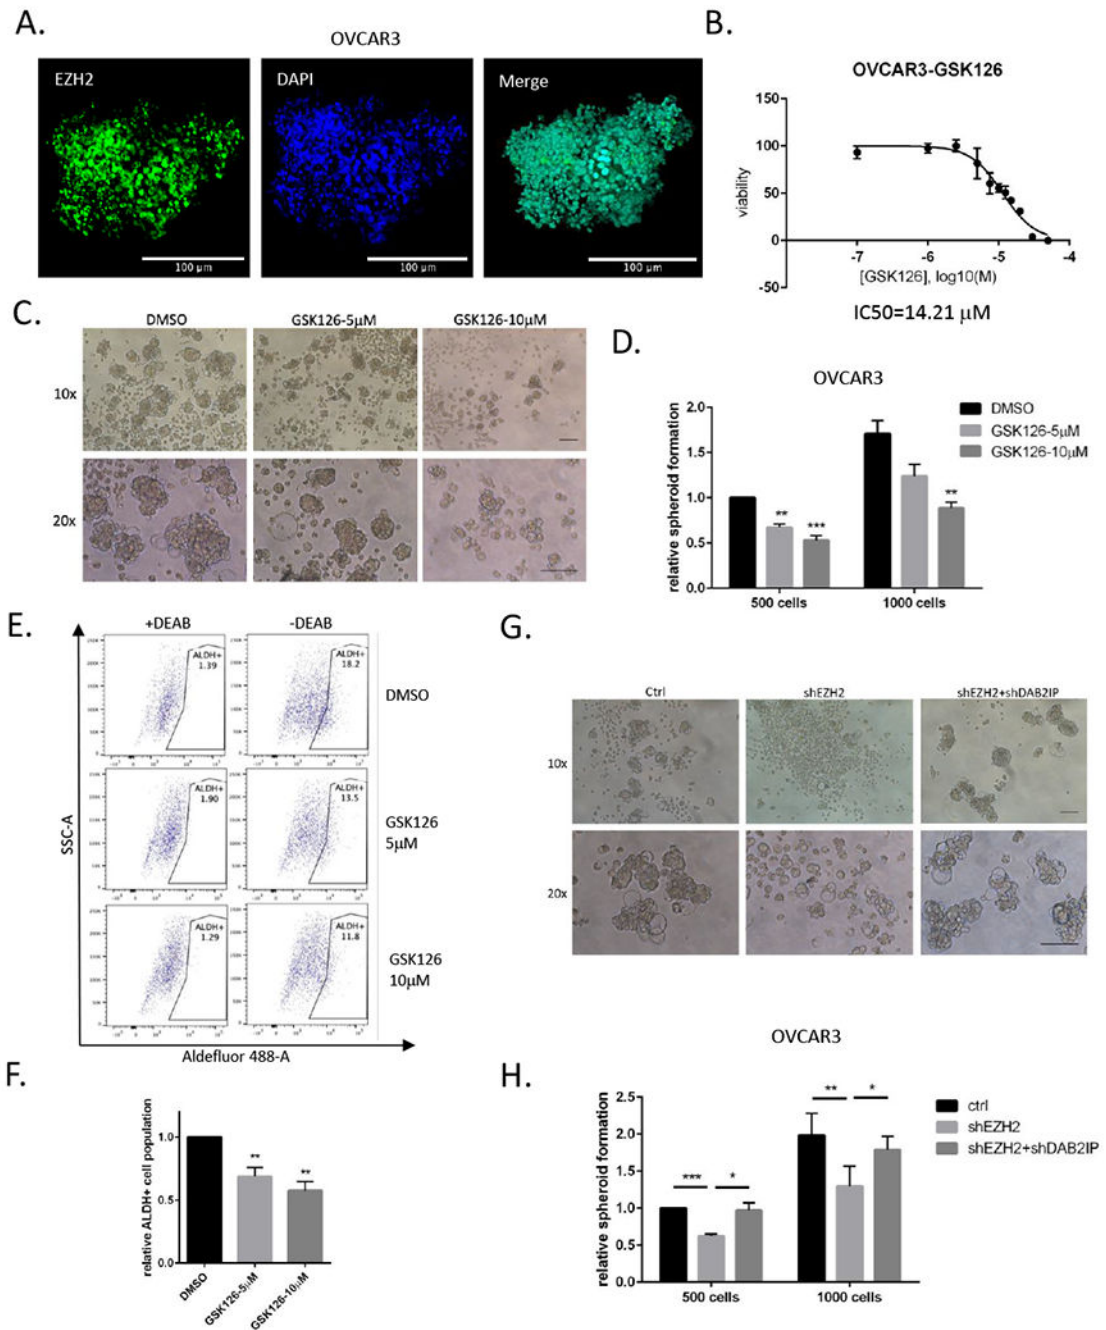 A.
OVCAR3
EZH2
DAPI
Merge
100 µm
100 µm
100 µm
B.
OVCAR3-GSK126
150
100
50
0
-50
viability
-7
-6
-5
-4
[GSK126], log10(M)
IC50=14.21 µM
C.
DMSO
GSK126-5µM
GSK126-10µM
10x
20x
D.
OVCAR3
2.0
1.5
1.0
0.5
0.0
relative spheroid formation
DMSO
GSK126-5µM
GSK126-10µM
**
***
**
500 cells
1000 cells
E.
+DEAB
-DEAB
ALDH+
1.39
ALDH+
18.2
DMSO
ALDH+
1.90
ALDH+
13.5
GSK126
5µM
ALDH+
1.29
ALDH+
11.8
GSK126
10µM
SSC-A
Aldefluor 488-A
F.
relative ALDH+ cell population
1.0
0.5
0.0
**
**
DMSO
GSK126-5µM
GSK126-10µM
G.
Ctrl
shEZH2
shEZH2+shDAB2IP
10x
20x
H.
OVCAR3
2.5
2.0
1.5
1.0
0.5
0.0
relative spheroid formation
***
*
**
*
ctrl
shEZH2
shEZH2+shDAB2IP
500 cells
1000 cells